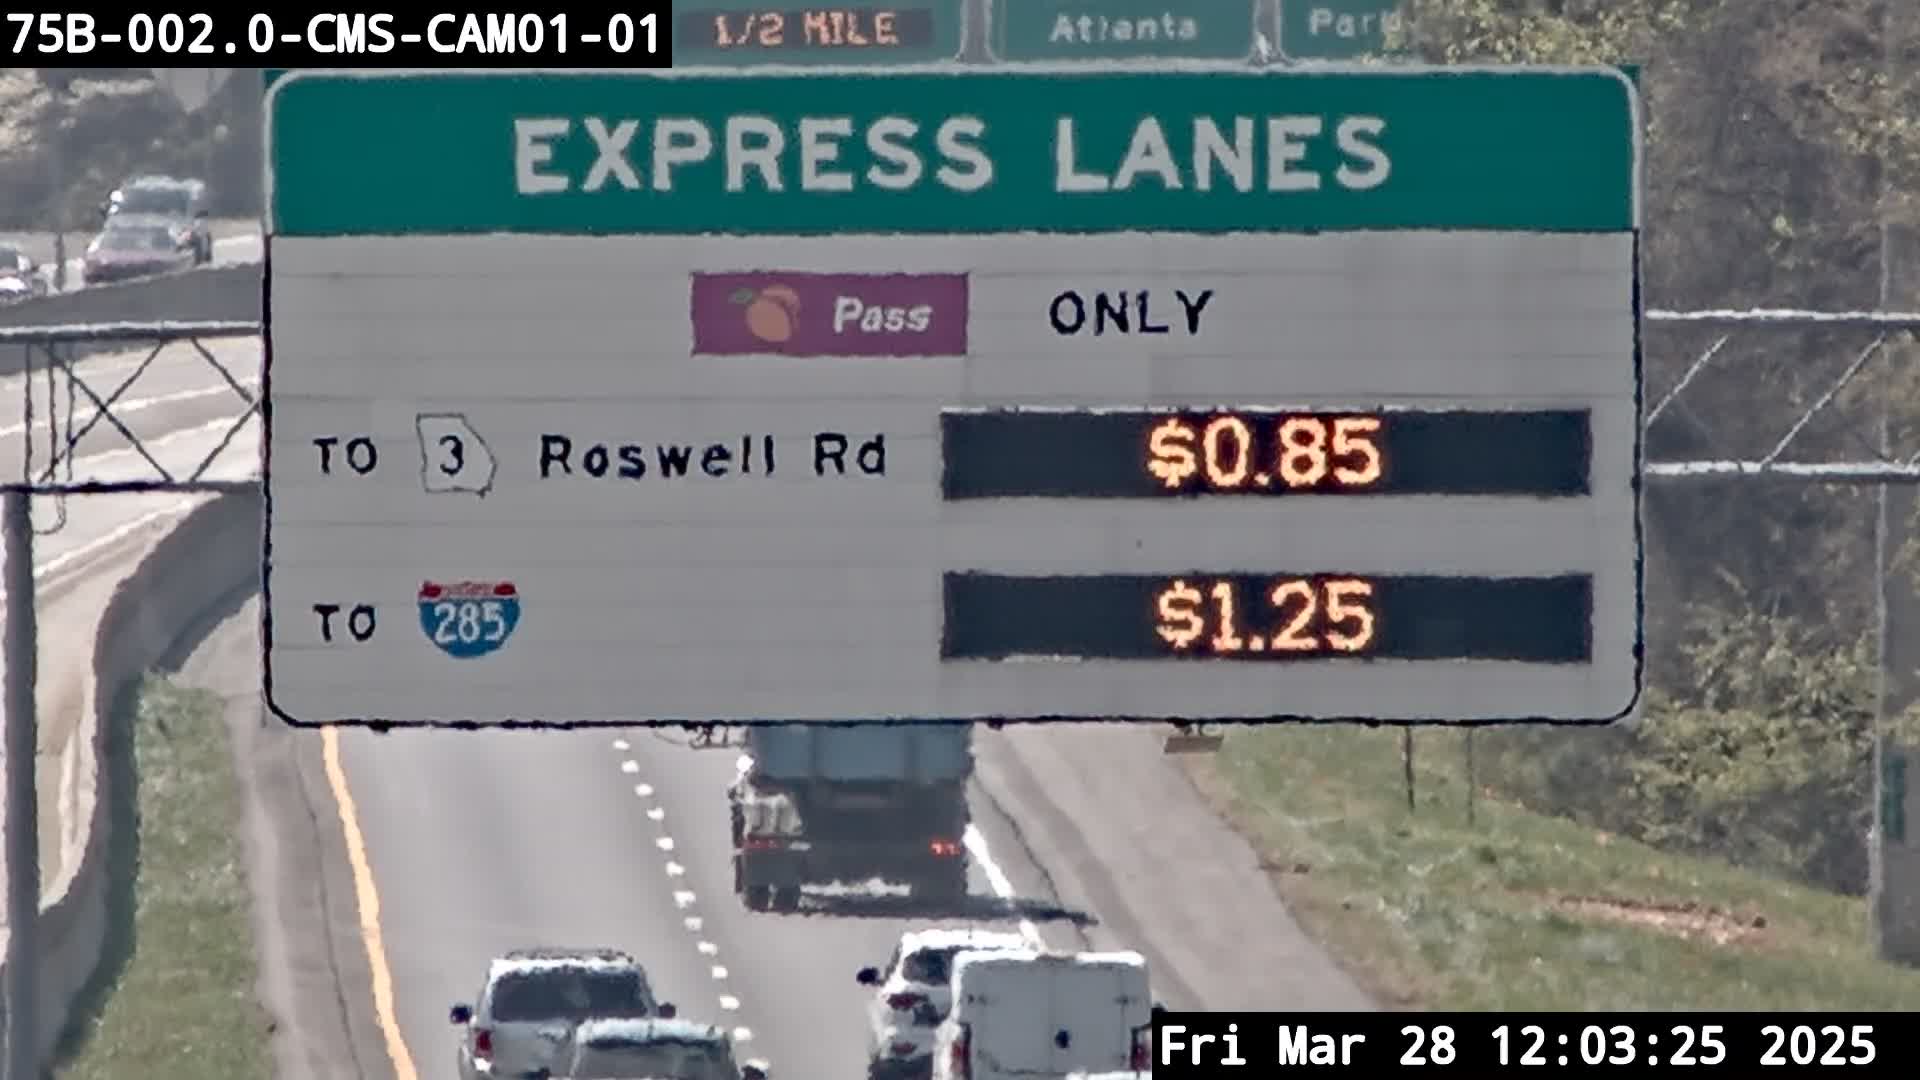 75B-002.0-CMS-CAM01-01
1/2 MILE
Atlanta
EXPRESS LANES
Pass ONLY
TO 3 Roswell Rd $0.85
TO 285 $1.25
Fri Mar 28 12:03:25 2025